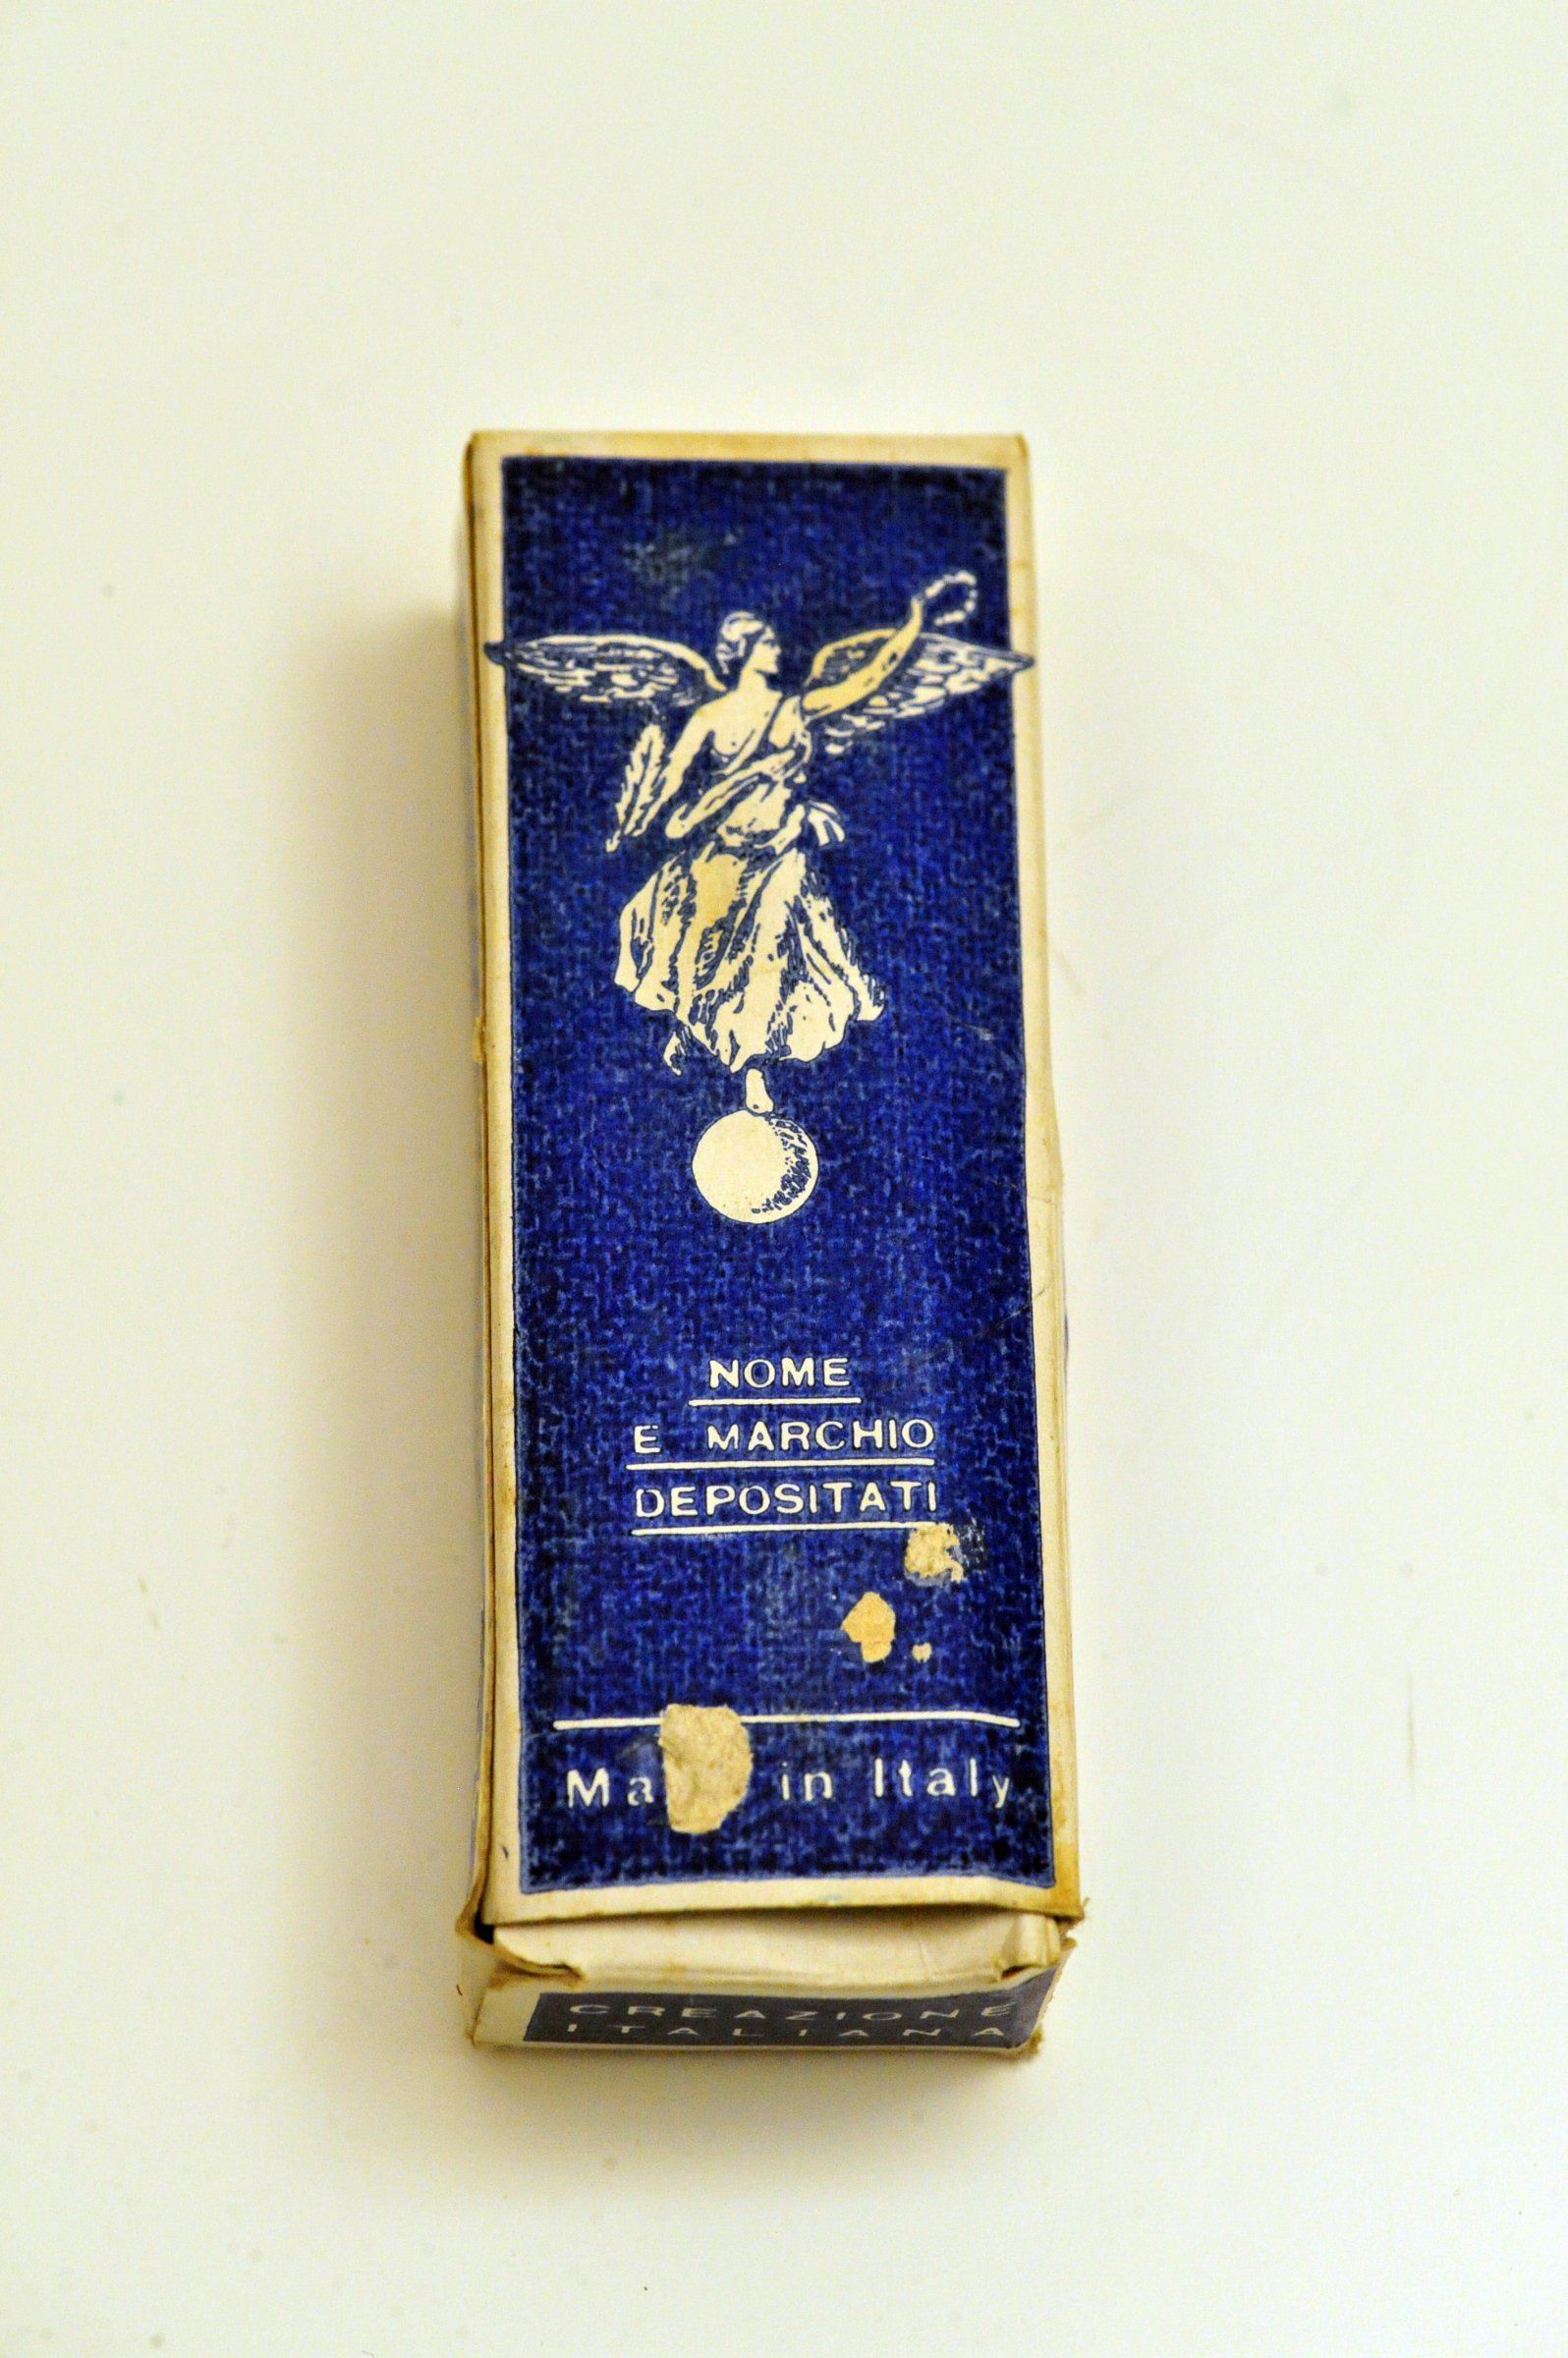 NOME
E MARCHIO
DEPOSITATI
in Italy
CREAZIONE
ITALIANA